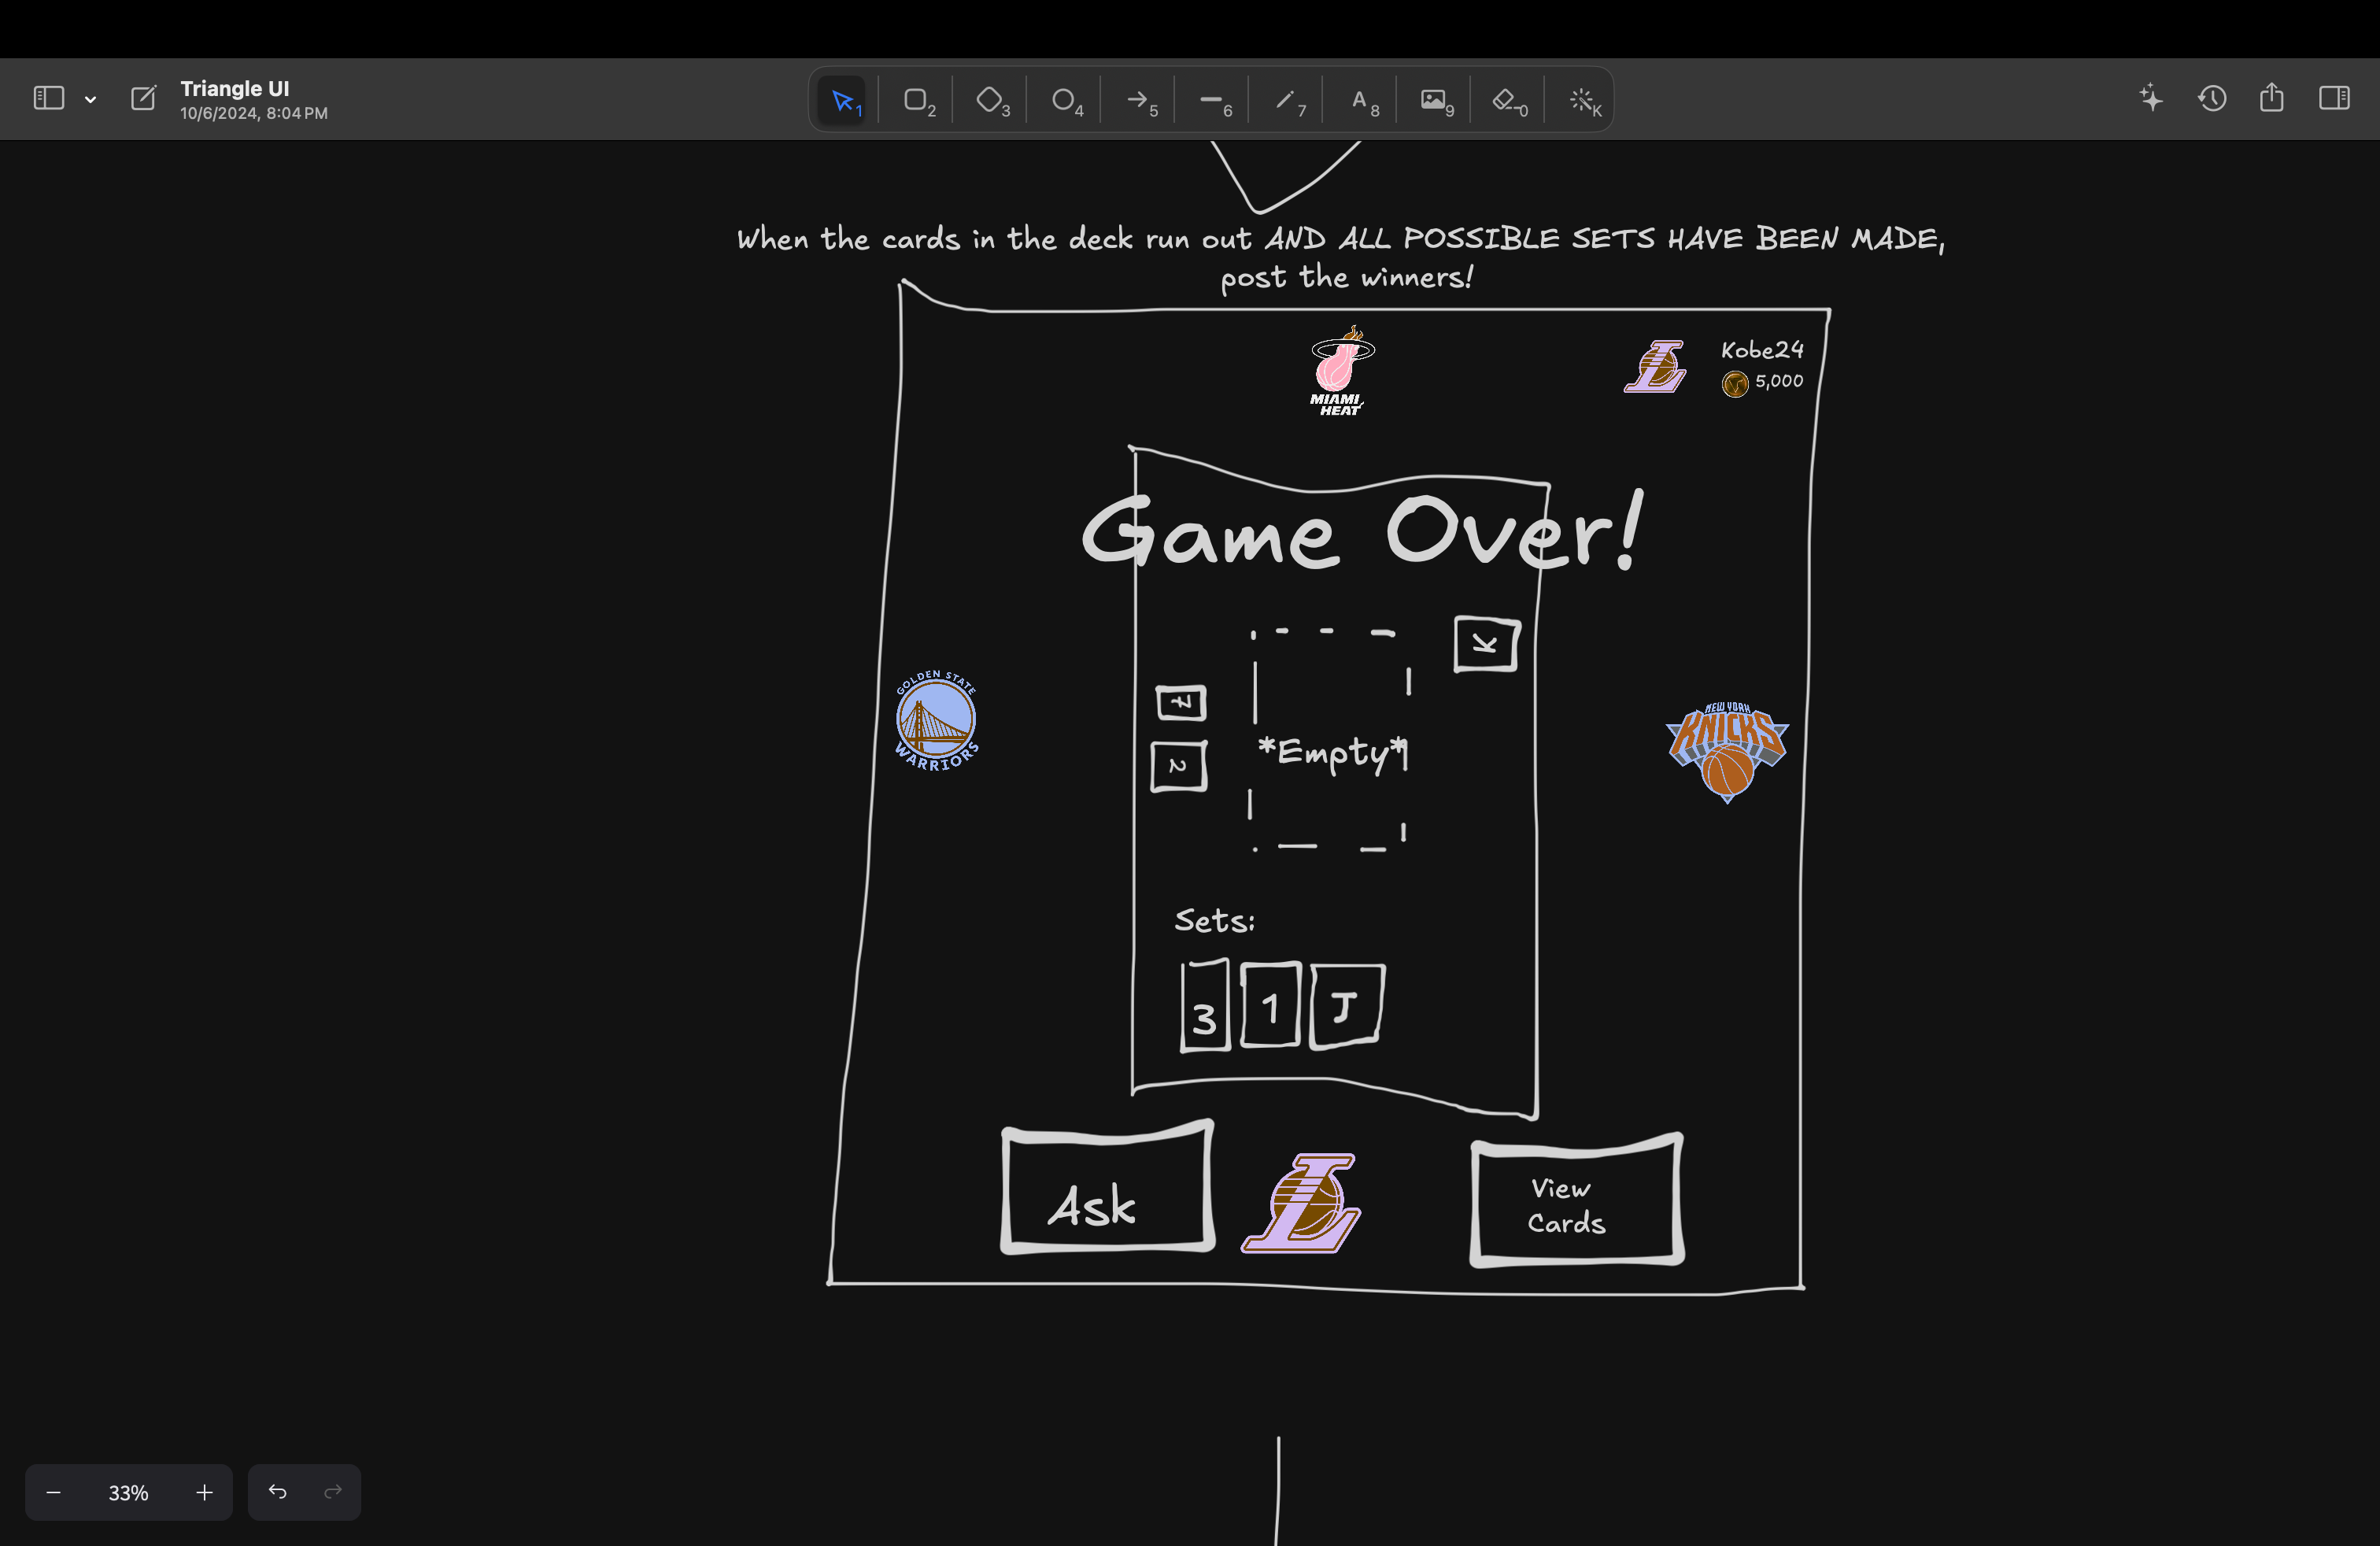 Triangle UI
10/6/2024, 8:04 PM
1
2
3
4
5
6
7
A 8
9
0
K
When the cards in the deck run out AND ALL POSSIBLE SETS HAVE BEEN MADE,
post the winners!
MIAMI
HEAT
Kobe24
5,000
Game Over!
K
GOLDEN STATE
WARRIORS
7
2
*Empty*
NEW YORK
KNICKS
Sets:
3 1 J
Ask
L
View
Cards
33%